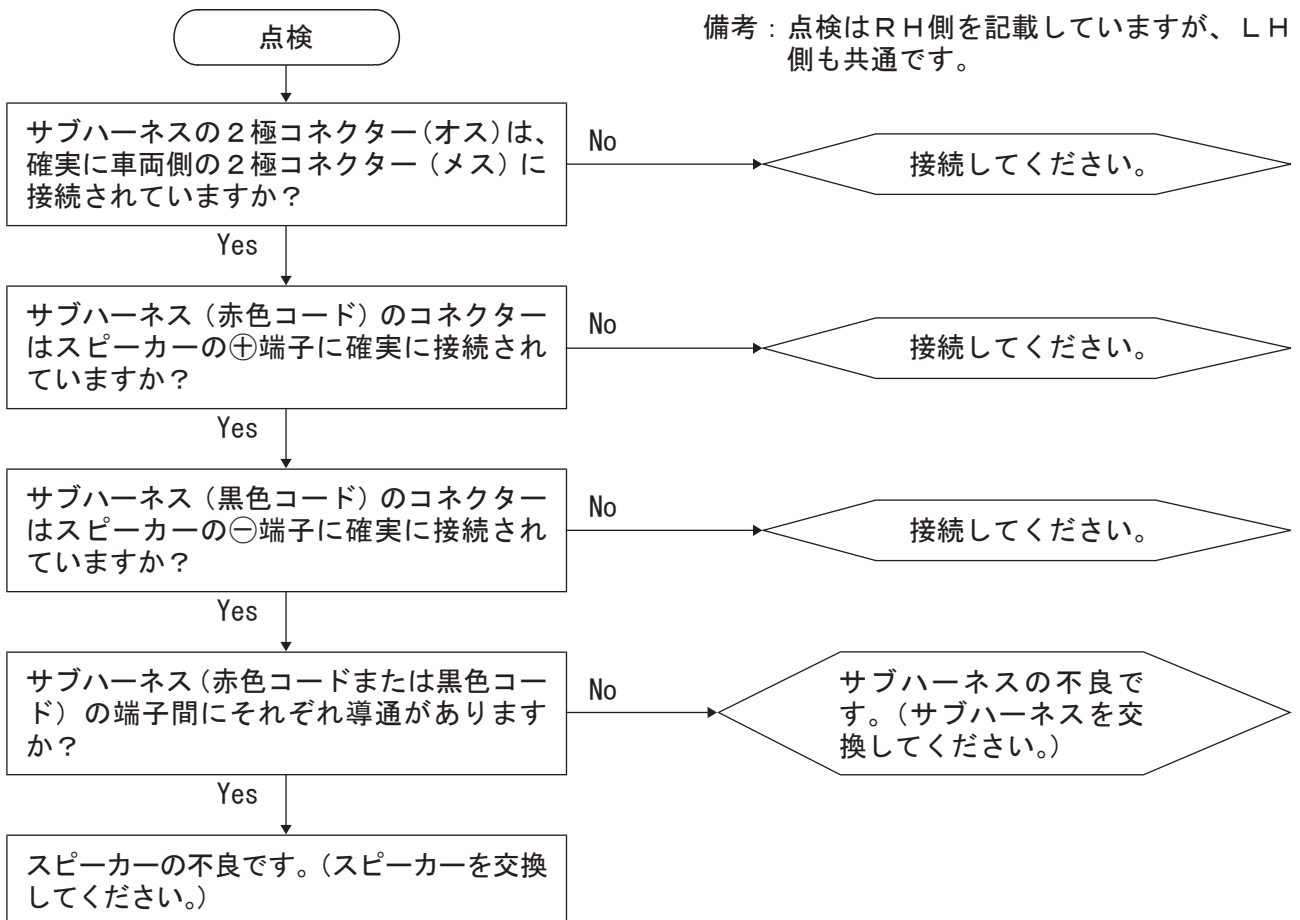 点検
備考：点検はＲＨ側を記載していますが、ＬＨ
側も共通です。
サブハーネスの２極コネクター（オス）は、
確実に車両側の２極コネクター（メス）に
接続されていますか？
No
接続してください。
Yes
サブハーネス（赤色コード）のコネクター
はスピーカーの⊕端子に確実に接続され
ていますか？
No
接続してください。
Yes
サブハーネス（黒色コード）のコネクター
はスピーカーの⊖端子に確実に接続され
ていますか？
No
接続してください。
Yes
サブハーネス（赤色コードまたは黒色コー
ド）の端子間にそれぞれ導通があります
か？
No
サブハーネスの不良で
す。（サブハーネスを交
換してください。）
Yes
スピーカーの不良です。（スピーカーを交換
してください。）